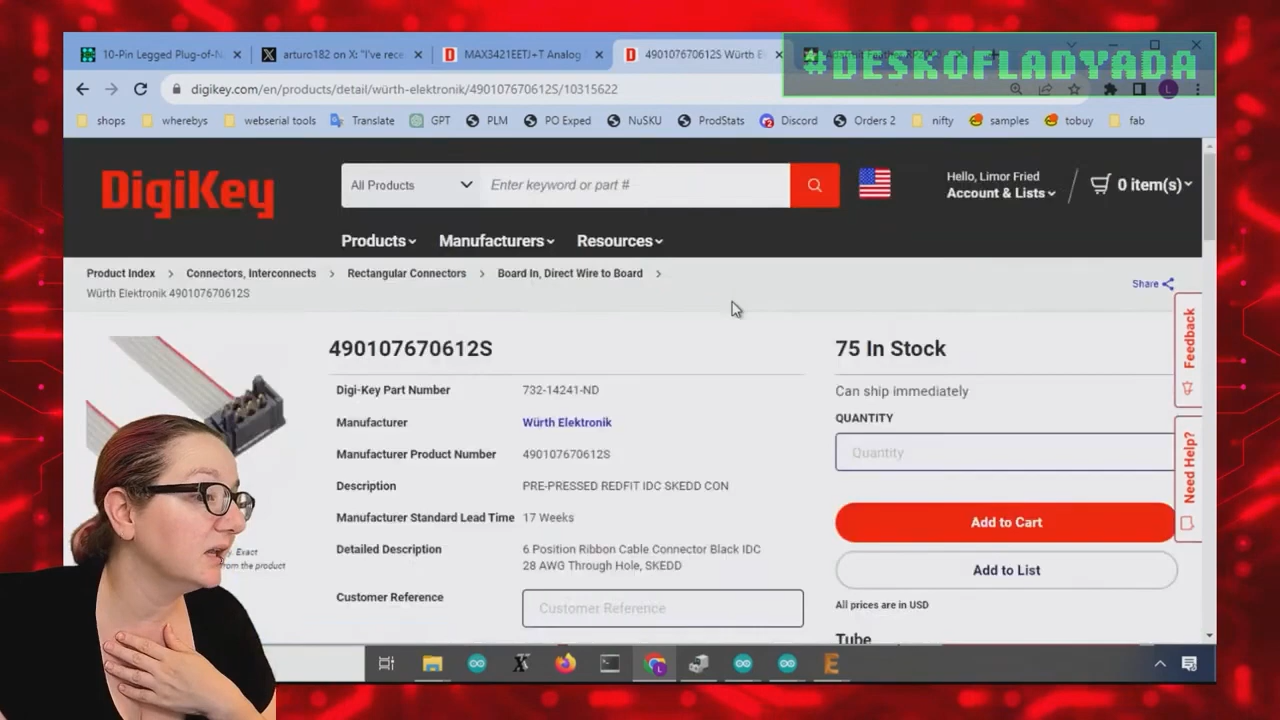 10-Pin Legged Plug-of-N
arturo182 on X: "I've rece
MAX3421EETJ+T Analog
490107670612S Würth E
#DESKOFLADYADA
digikey.com/en/products/detail/würth-elektronik/490107670612S/10315622
shops
wherebys
webserial tools
Translate
GPT
PLM
PO Exped
NuSKU
ProdStats
Discord
Orders 2
nifty
samples
tobuy
fab
DigiKey
All Products
Enter keyword or part #
Hello, Limor Fried
Account & Lists
0 item(s)
Products
Manufacturers
Resources
Product Index > Connectors, Interconnects > Rectangular Connectors > Board In, Direct Wire to Board >
Würth Elektronik 490107670612S
Share
Feedback
Need Help?
490107670612S
Digi-Key Part Number 732-14241-ND
Manufacturer Würth Elektronik
Manufacturer Product Number 490107670612S
Description PRE-PRESSED REDFIT IDC SKEDD CON
Manufacturer Standard Lead Time 17 Weeks
Detailed Description 6 Position Ribbon Cable Connector Black IDC
28 AWG Through Hole, SKEDD
Customer Reference Customer Reference
75 In Stock
Can ship immediately
QUANTITY
Quantity
Add to Cart
Add to List
All prices are in USD
Tube
Exact
from the product